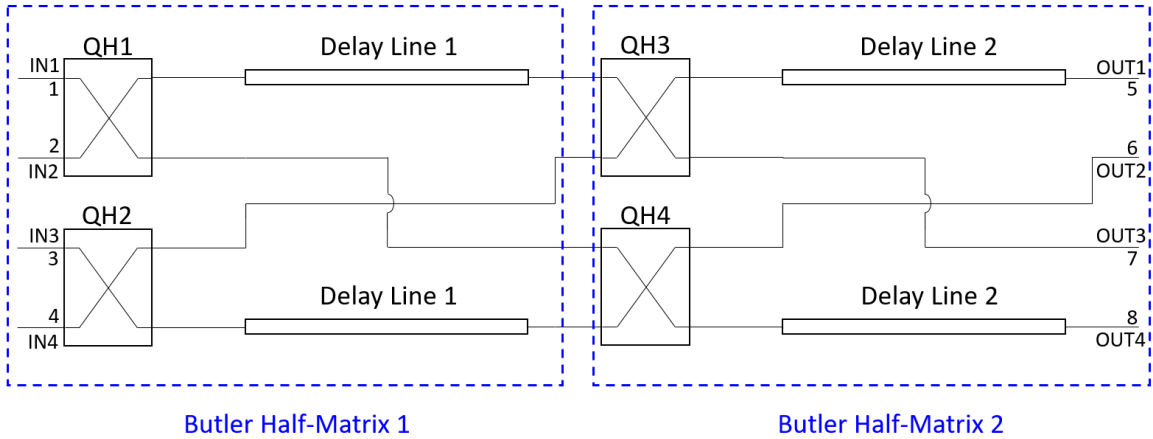 QH1
Delay Line 1
QH3
Delay Line 2
IN1
1
OUT1
5
2
IN2
6
OUT2
QH2
QH4
IN3
3
OUT3
7
Delay Line 1
Delay Line 2
4
IN4
8
OUT4
Butler Half-Matrix 1
Butler Half-Matrix 2